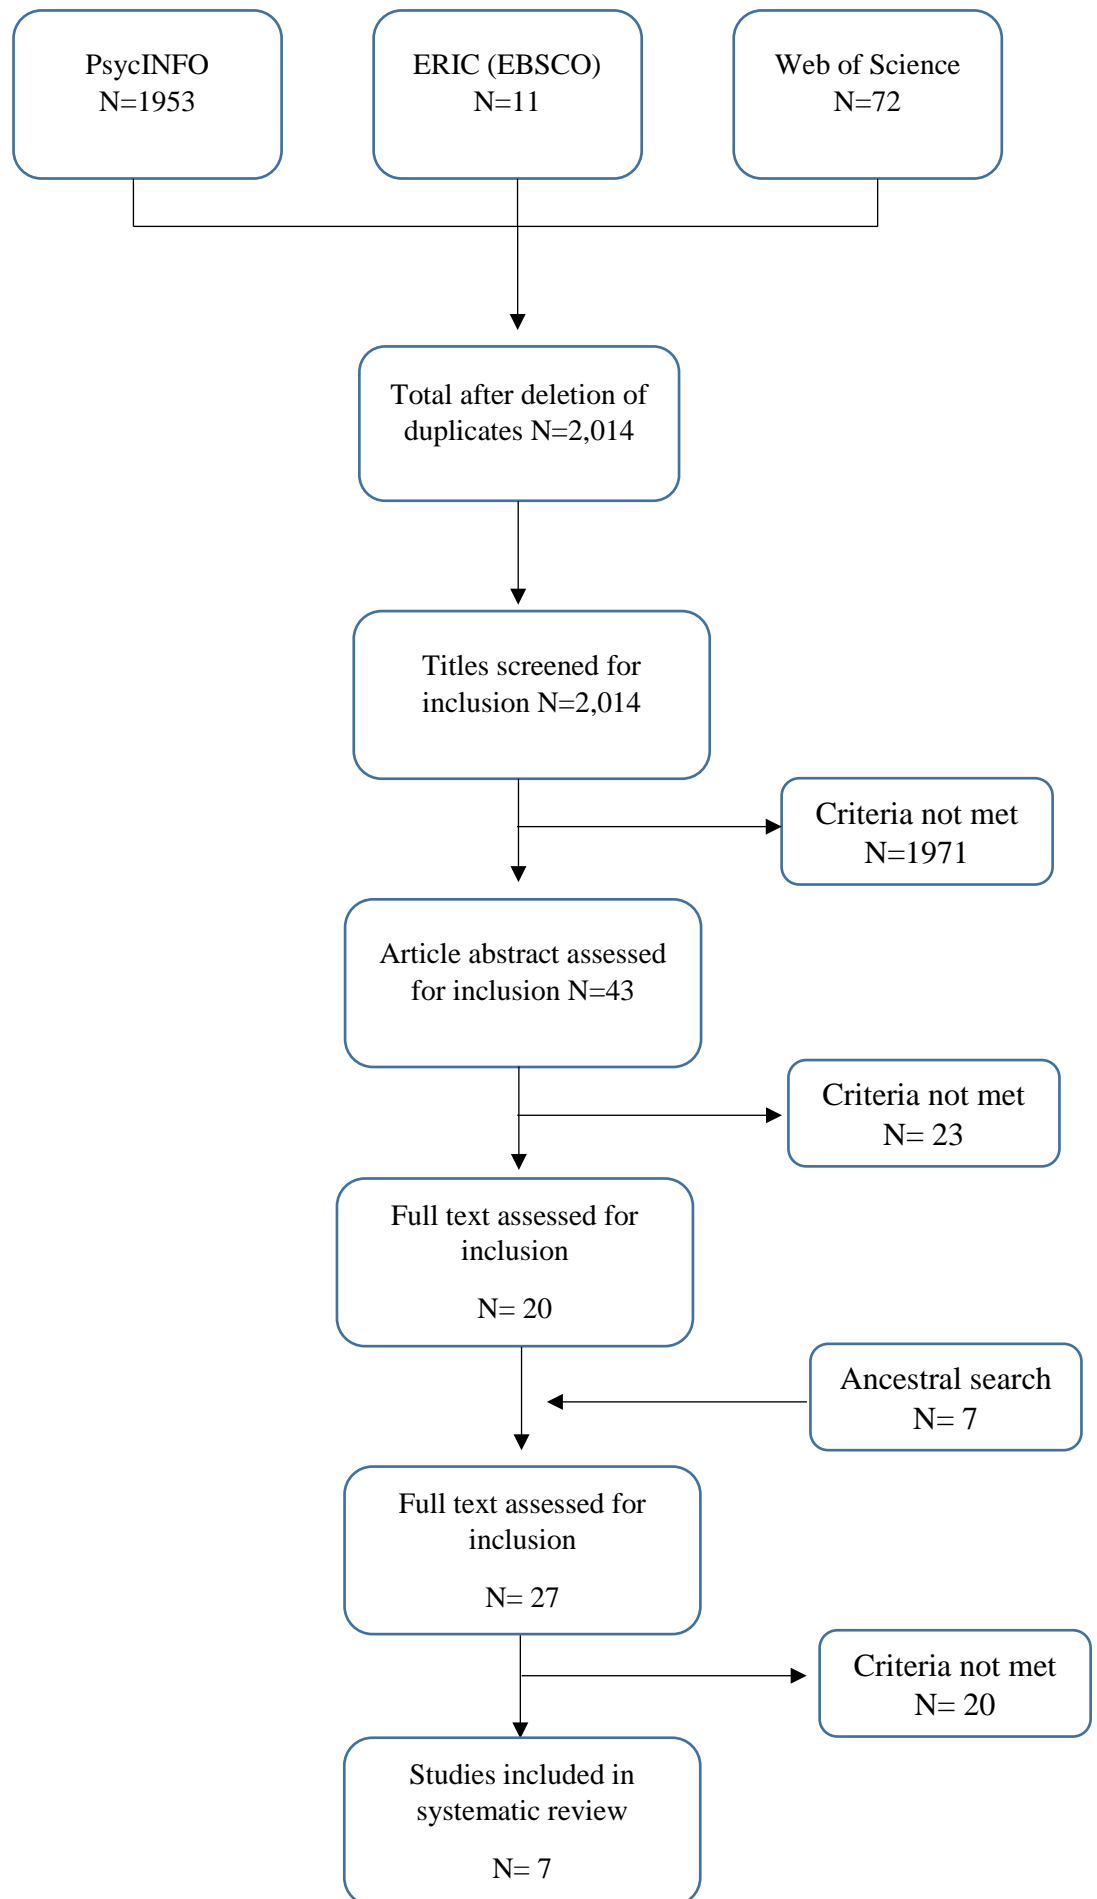 PsycINFO
N=1953
ERIC (EBSCO)
N=11
Web of Science
N=72
Total after deletion of
duplicates N=2,014
Titles screened for
inclusion N=2,014
Criteria not met
N=1971
Article abstract assessed
for inclusion N=43
Criteria not met
N= 23
Full text assessed for
inclusion
N= 20
Ancestral search
N= 7
Full text assessed for
inclusion
N= 27
Criteria not met
N= 20
Studies included in
systematic review
N= 7